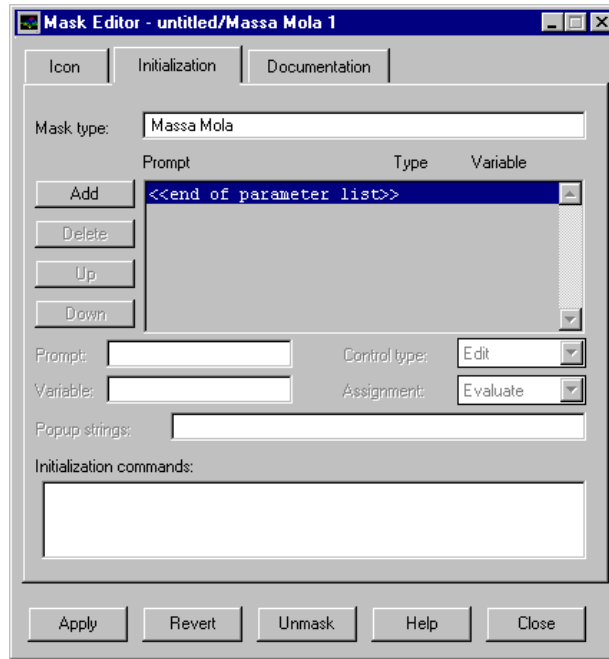 Mask Editor - untitled/Massa Mola 1
Icon Initialization Documentation
Mask type: Massa Mola
Prompt Type Variable
Add <<end of parameter list>>
Delete
Up
Down
Prompt: Control type: Edit
Variable: Assignment: Evaluate
Popup strings:
Initialization commands:
Apply Revert Unmask Help Close